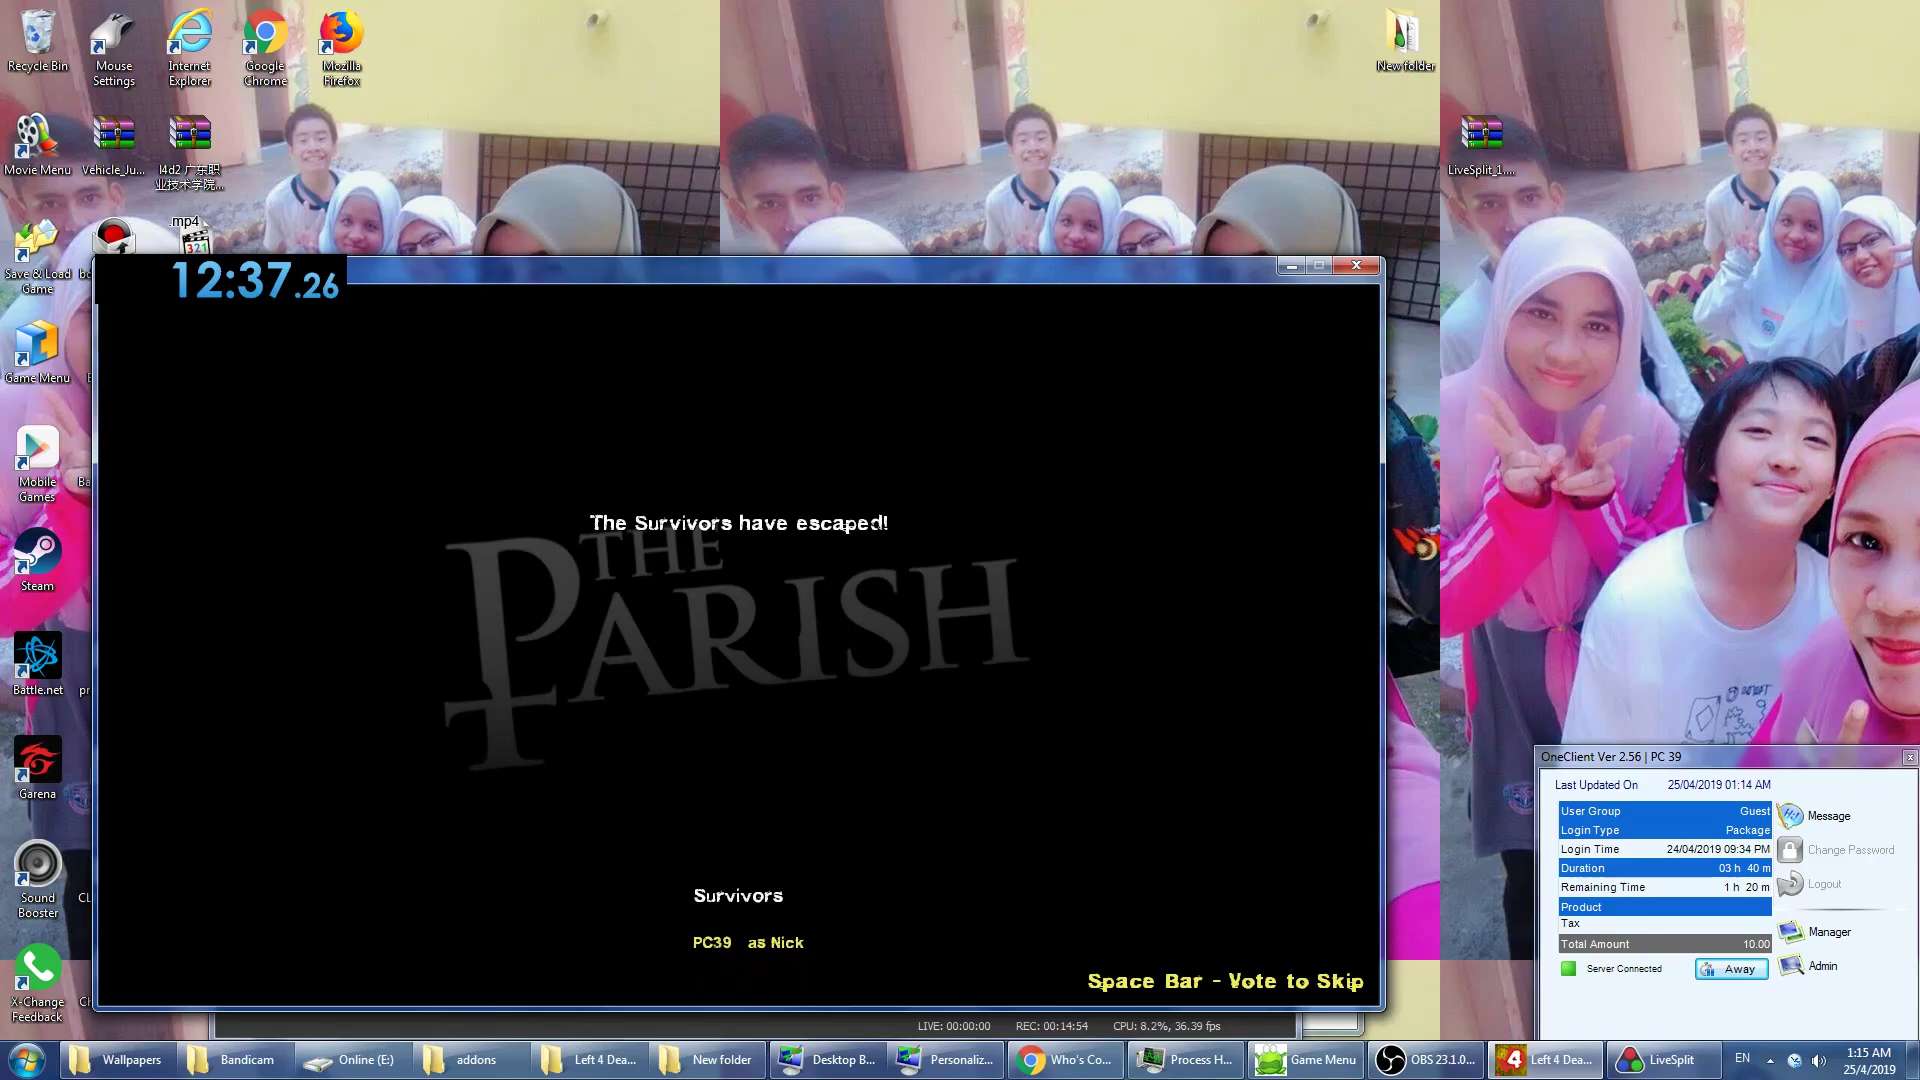 Recycle Bin
Mouse Settings
Internet Explorer
Google Chrome
Mozilla Firefox
New folder
Movie Menu
Vehicle_Ju...
l4d2 广东职
业技术学院...
LiveSplit_1....
.mp4
321
Save & Load
Game
12:37.26
Game Menu
Mobile
Games
Steam
Battle.net
Garena
Sound
Booster
X-Change
Feedback
The Survivors have escaped!
THE
PARISH
Survivors
PC39 as Nick
Space Bar - Vote to Skip
OneClient Ver 2.56 | PC 39
Last Updated On 25/04/2019 01:14 AM
User Group Guest
Login Type Package
Login Time 24/04/2019 09:34 PM
Duration 03 h 40 m
Remaining Time 1 h 20 m
Product
Tax
Total Amount 10.00
Server Connected
Away
Message
Change Password
Logout
Manager
Admin
LIVE: 00:00:00 REC: 00:14:54 CPU: 8.2%, 36.39 fps
Wallpapers
Bandicam
Online (E:)
addons
Left 4 Dea...
New folder
Desktop B...
Personaliz...
Who's Co...
Process H...
Game Menu
OBS 23.1.0...
Left 4 Dea...
LiveSplit
EN
1:15 AM
25/4/2019